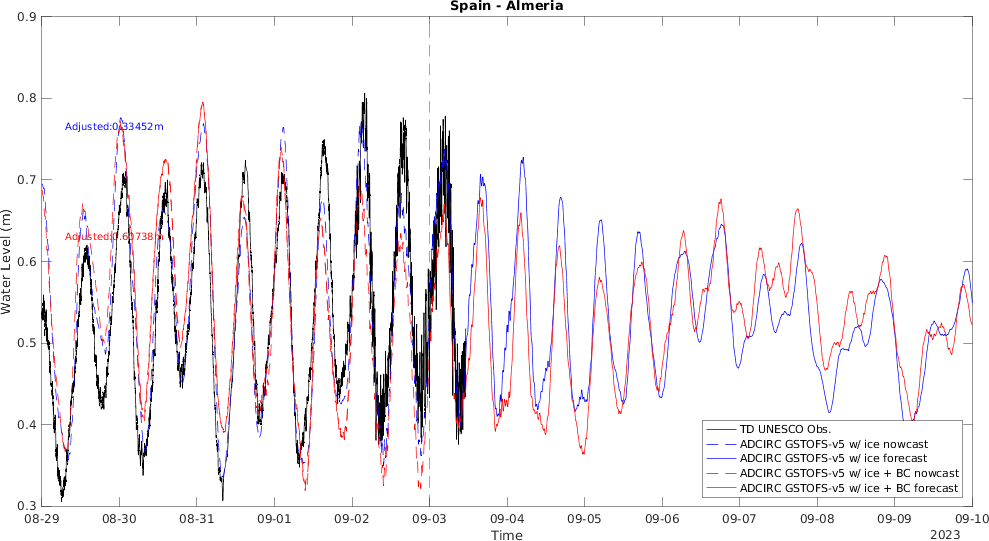 Spain - Almeria
0.9
0.8
0.7
0.6
0.5
0.4
0.3
Water Level (m)
Adjusted:0.33452m
Adjusted:0.60738m
TD UNESCO Obs.
ADCIRC GSTOFS-v5 w/ ice nowcast
ADCIRC GSTOFS-v5 w/ ice forecast
ADCIRC GSTOFS-v5 w/ ice + BC nowcast
ADCIRC GSTOFS-v5 w/ ice + BC forecast
08-29 08-30 08-31 09-01 09-02 09-03 09-04 09-05 09-06 09-07 09-08 09-09 09-10
Time
2023